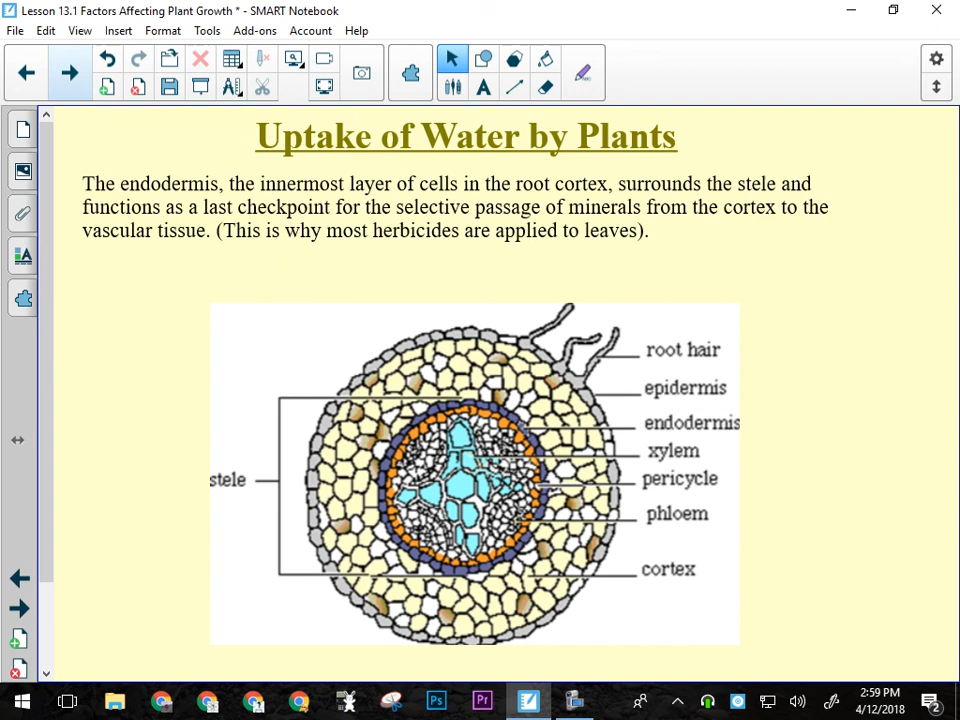 Lesson 13.1 Factors Affecting Plant Growth * - SMART Notebook
File Edit View Insert Format Tools Add-ons Account Help
Uptake of Water by Plants
The endodermis, the innermost layer of cells in the root cortex, surrounds the stele and
functions as a last checkpoint for the selective passage of minerals from the cortex to the
vascular tissue. (This is why most herbicides are applied to leaves).
root hair
epidermis
endodermis
xylem
stele
pericycle
phloem
cortex
Ps
Pr
2:59 PM
4/12/2018
2